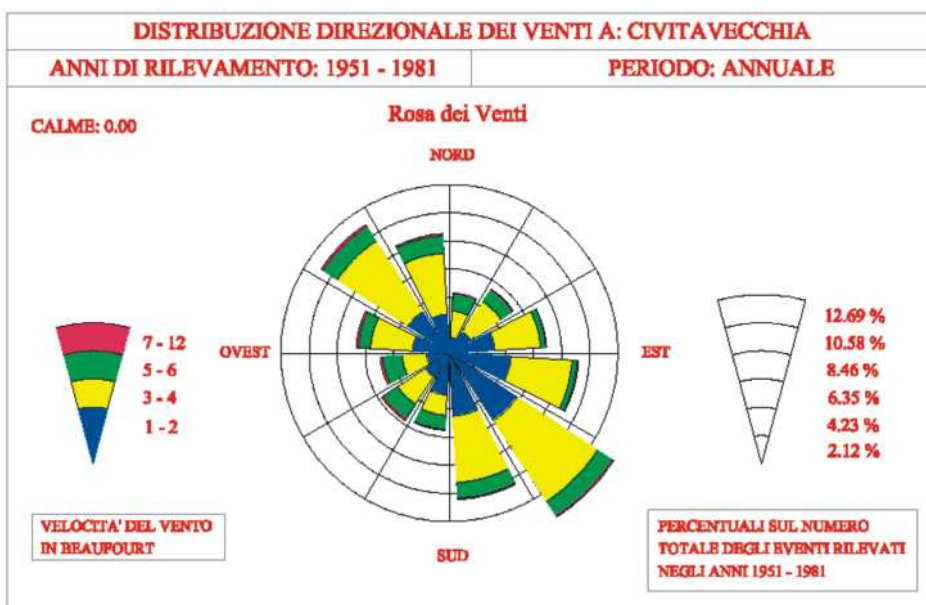 DISTRIBUZIONE DIREZIONALE DEI VENTI A: CIVITAVECCHIA
ANNI DI RILEVAMENTO: 1951 - 1981
PERIODO: ANNUALE
Rosa dei Venti
CALME: 0.00
NORD
OVEST
EST
SUD
7 - 12
5 - 6
3 - 4
1 - 2
12.69 %
10.58 %
8.46 %
6.35 %
4.23 %
2.12 %
VELOCITA' DEL VENTO
IN BEAUFOURT
PERCENTUALI SUL NUMERO
TOTALE DEGLI EVENTI RILEVATI
NEGLI ANNI 1951 - 1981